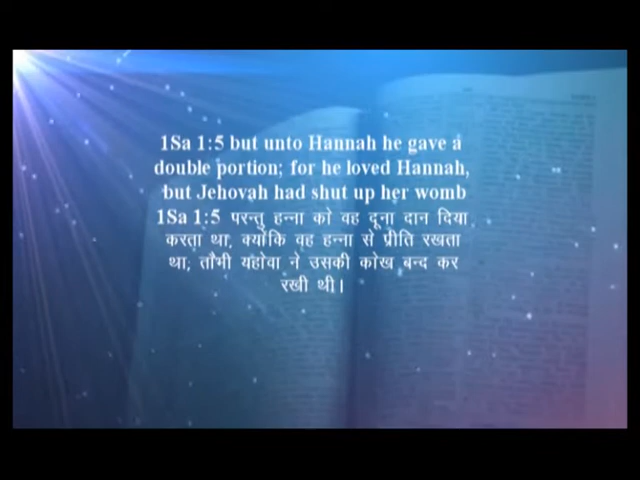 1Sa 1:5 but unto Hannah he gave a
double portion; for he loved Hannah,
but Jehovah had shut up her womb
1Sa 1:5 परन्तु हन्ना को वह दूना दान दिया
करता था, क्योंकि वह हन्ना से प्रीति रखता
था; तौभी यहोवा ने उसकी कोख बन्द कर
रखी थी।